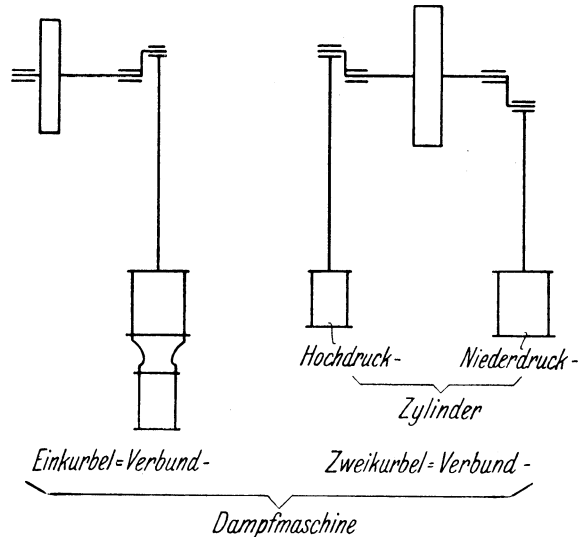 Hochdruck- Niederdruck-
Zylinder
Einkurbel=Verbund- Zweikurbel=Verbund-
Dampfmaschine